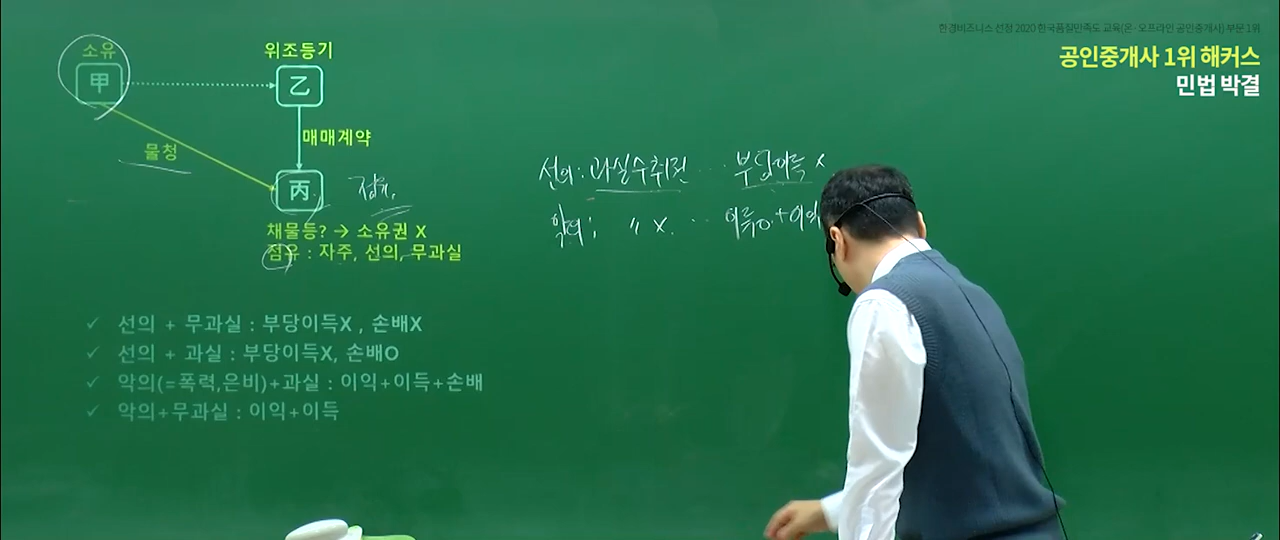 한경비즈니스 선정 2020 한국품질만족도 교육(온·오프라인 공인중개사) 부문 1위
공인중개사 1위 해커스
민법 박결
소유
甲
위조등기
乙
매매계약
물청
丙
점유
채물등? → 소유권 X
점유 : 자주, 선의, 무과실
선의 : 과실수취권 ‥ 부당이득 x
악의 ; 〃 x. ‥
✓ 선의 + 무과실 : 부당이득X , 손배X
✓ 선의 + 과실 : 부당이득X, 손배O
✓ 악의(=폭력,은비)+과실 : 이익+이득+손배
✓ 악의+무과실 : 이익+이득